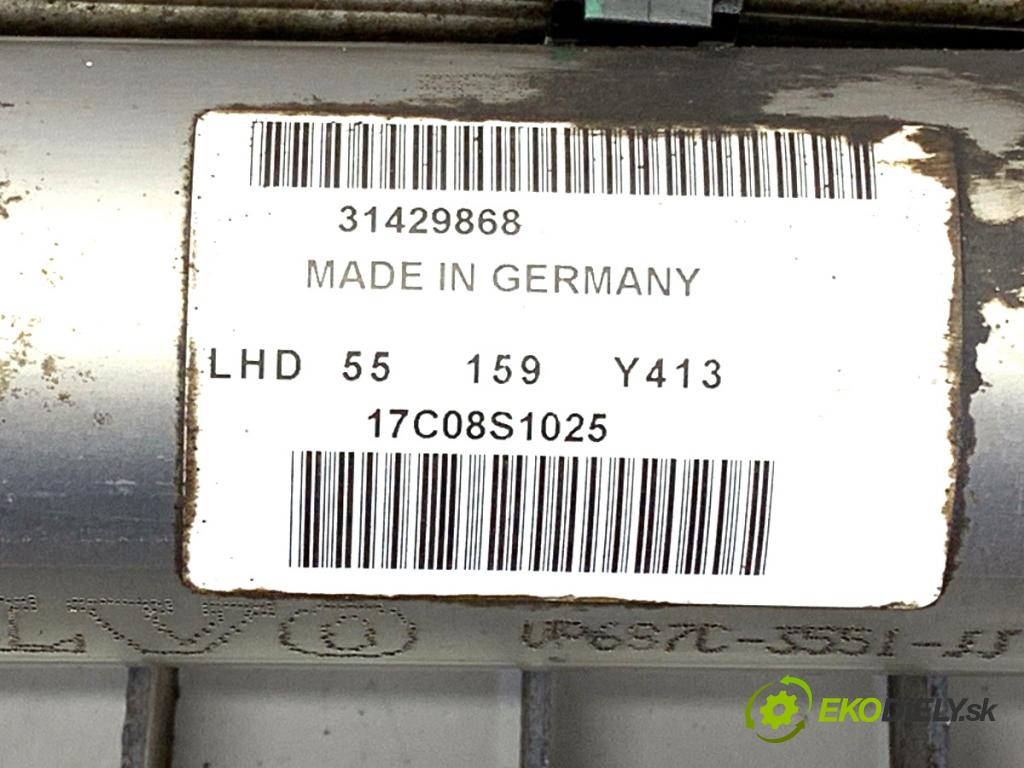 31429868
MADE IN GERMANY
LHD 55 159 Y413
17C08S1025
EKODIELY.sk